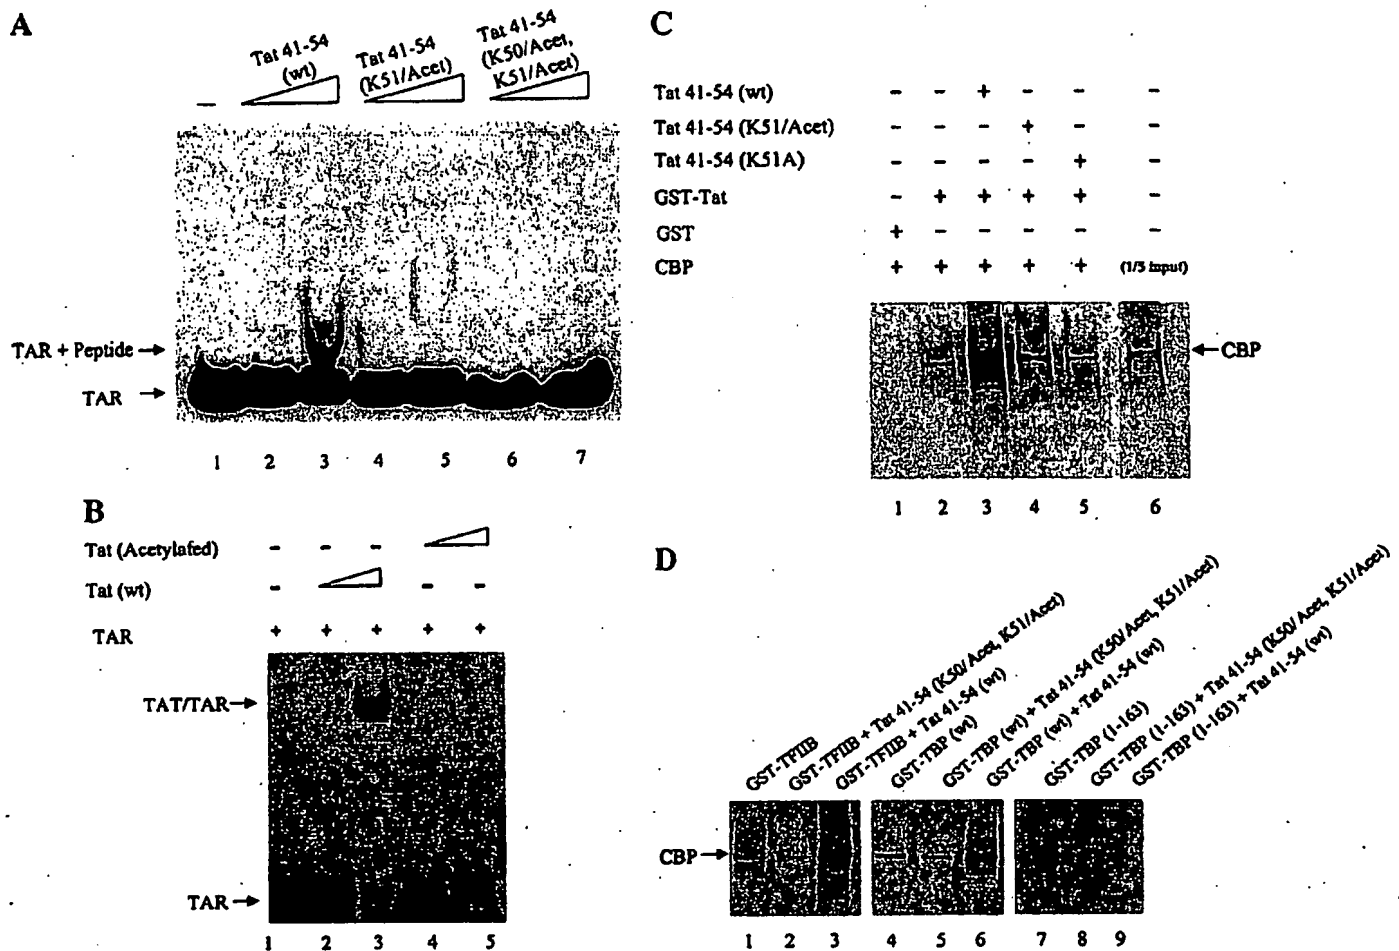 A
Tat 41-54
(wt)
Tat 41-54
(K51/Acet)
Tat 41-54
(K50/Acet,
K51/Acet)
–
TAR + Peptide
TAR
1 2 3 4 5 6 7
B
Tat (Acetylafed) - - -
Tat (wt) - - -
TAR + + + + +
TAT/TAR
TAR
1 2 3 4 5
C
Tat 41-54 (wt) - - + - - -
Tat 41-54 (K51/Acet) - - - + - -
Tat 41-54 (K51A) - - - - + -
GST-Tat - + + + + -
GST + - - - - -
CBP + + + + + (1/5 Input)
CBP
1 2 3 4 5 6
D
GST-TFIIB
GST-TFIIB + Tat 41-54 (K50/Acet, K51/Acet)
GST-TFIIB + Tat 41-54 (wt)
GST-TBP (wt)
GST-TBP (wt) + Tat 41-54 (K50/Acet, K51/Acet)
GST-TBP (wt) + Tat 41-54 (wt)
GST-TBP (1-163)
GST-TBP (1-163) + Tat 41-54 (K50/Acet, K51/Acet)
GST-TBP (1-163) + Tat 41-54 (wt)
CBP
1 2 3 4 5 6 7 8 9